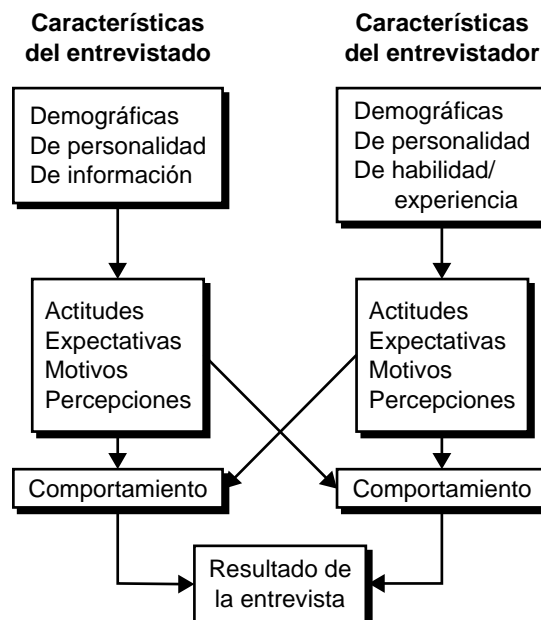 Características
del entrevistado
Características
del entrevistador
Demográficas
De personalidad
De información
Demográficas
De personalidad
De habilidad/
experiencia
Actitudes
Expectativas
Motivos
Percepciones
Actitudes
Expectativas
Motivos
Percepciones
Comportamiento
Comportamiento
Resultado de
la entrevista